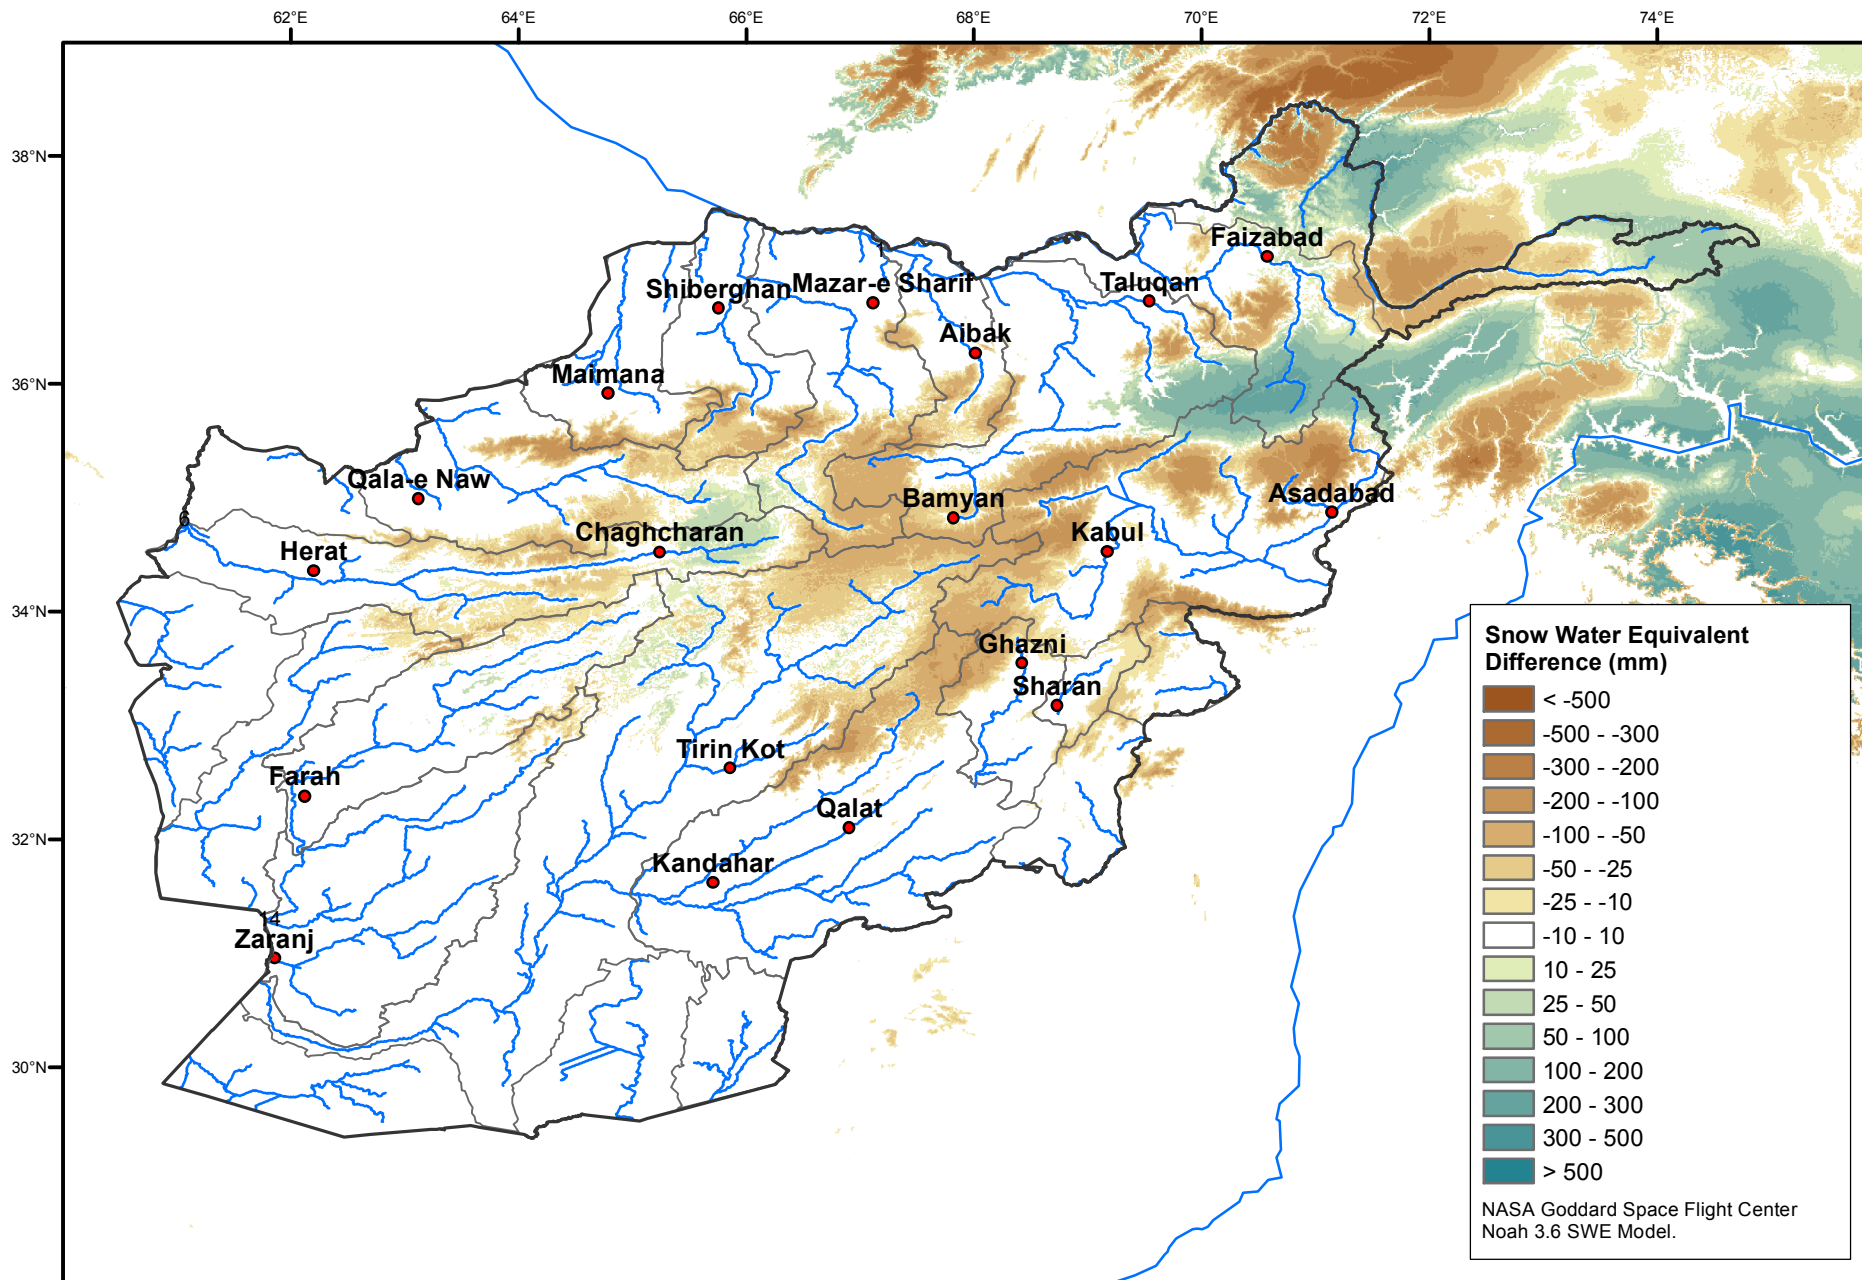 62°E 64°E 66°E 68°E 70°E 72°E 74°E
38°N
36°N
34°N
32°N
30°N
Faizabad
Shiberghan
Mazar-e Sharif
Taluqan
Aibak
Maimana
Qala-e Naw
Bamyan
Asadabad
6
Chaghcharan
Kabul
Herat
Ghazni
Sharan
Tirin Kot
Farah
Qalat
Kandahar
14
Zaranj
Snow Water Equivalent
Difference (mm)
< -500
-500 - -300
-300 - -200
-200 - -100
-100 - -50
-50 - -25
-25 - -10
-10 - 10
10 - 25
25 - 50
50 - 100
100 - 200
200 - 300
300 - 500
> 500
NASA Goddard Space Flight Center
Noah 3.6 SWE Model.